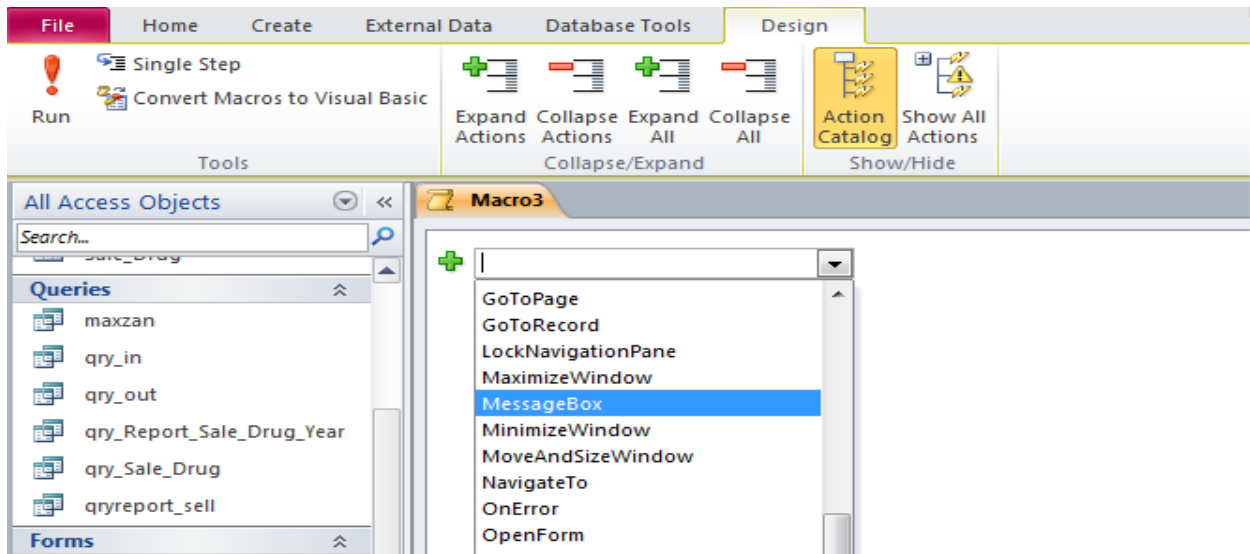 File Home Create External Data Database Tools Design
Single Step
Convert Macros to Visual Basic
Run
Expand Actions
Collapse Actions
Expand All
Collapse All
Action Catalog
Show All Actions
Tools Collapse/Expand Show/Hide
All Access Objects
Search...
Sale_Drug
Queries
maxzan
qry_in
qry_out
qry_Report_Sale_Drug_Year
qry_Sale_Drug
qryreport_sell
Forms
Macro3
GoToPage
GoToRecord
LockNavigationPane
MaximizeWindow
MessageBox
MinimizeWindow
MoveAndSizeWindow
NavigateTo
OnError
OpenForm